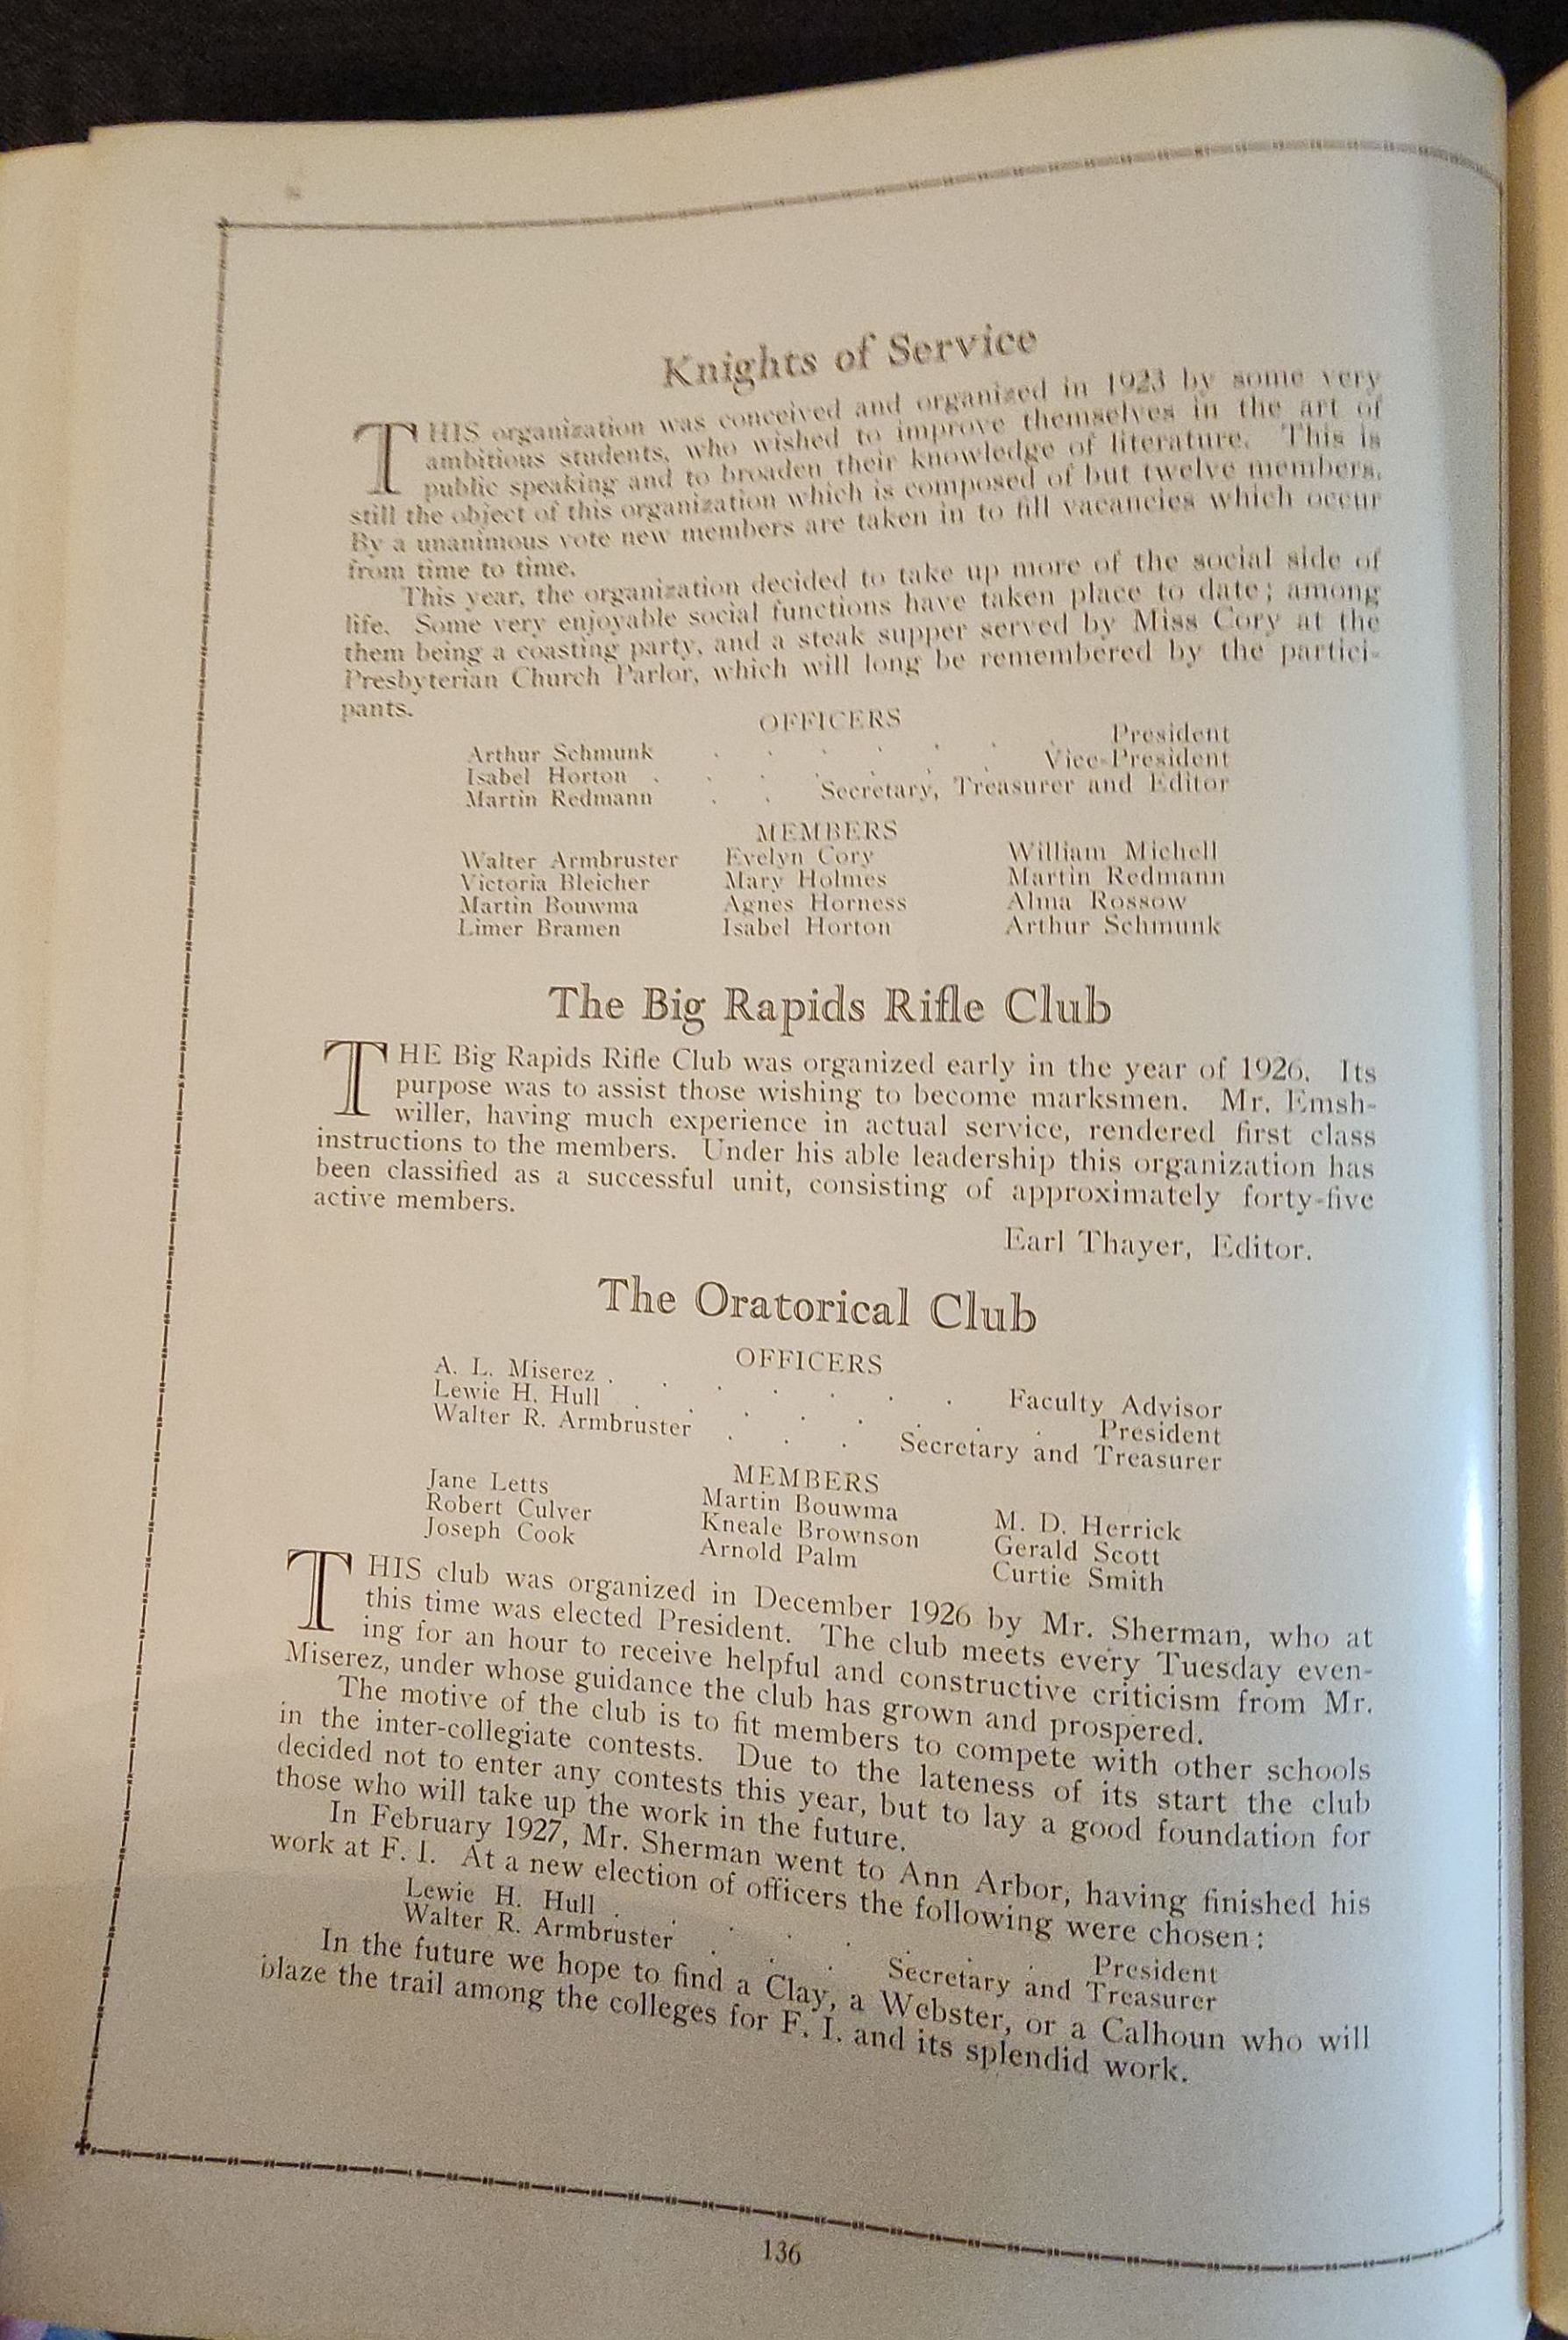 Knights of Service
THIS organization was conceived and organized in 1923 by some very
ambitious students, who wished to improve themselves in the art of
public speaking and to broaden their knowledge of literature. This is
still the object of this organization which is composed of but twelve members.
By a unanimous vote new members are taken in to fill vacancies which occur
from time to time.
This year, the organization decided to take up more of the social side of
life. Some very enjoyable social functions have taken place to date; among
them being a coasting party, and a steak supper served by Miss Cory at the
Presbyterian Church Parlor, which will long be remembered by the partici-
pants.
OFFICERS
Arthur Schmunk . . . . . . . President
Isabel Horton . . . . . . . Vice-President
Martin Redmann . . Secretary, Treasurer and Editor
MEMBERS
Walter Armbruster Evelyn Cory William Michell
Victoria Bleicher Mary Holmes Martin Redmann
Martin Bouwma Agnes Horness Alma Rossow
Limer Bramen Isabel Horton Arthur Schmunk
The Big Rapids Rifle Club
THE Big Rapids Rifle Club was organized early in the year of 1926. Its
purpose was to assist those wishing to become marksmen. Mr. Emsh-
willer, having much experience in actual service, rendered first class
instructions to the members. Under his able leadership this organization has
been classified as a successful unit, consisting of approximately forty-five
active members.
Earl Thayer, Editor.
The Oratorical Club
OFFICERS
A. L. Miserez . . . . . . . Faculty Advisor
Lewie H. Hull . . . . . . . . President
Walter R. Armbruster . . . Secretary and Treasurer
MEMBERS
Jane Letts Martin Bouwma M. D. Herrick
Robert Culver Kneale Brownson Gerald Scott
Joseph Cook Arnold Palm Curtie Smith
THIS club was organized in December 1926 by Mr. Sherman, who at
this time was elected President. The club meets every Tuesday even-
ing for an hour to receive helpful and constructive criticism from Mr.
Miserez, under whose guidance the club has grown and prospered.
The motive of the club is to fit members to compete with other schools
in the inter-collegiate contests. Due to the lateness of its start the club
decided not to enter any contests this year, but to lay a good foundation for
those who will take up the work in the future.
In February 1927, Mr. Sherman went to Ann Arbor, having finished his
work at F. I. At a new election of officers the following were chosen:
Lewie H. Hull . . . . . . . . President
Walter R. Armbruster . . . Secretary and Treasurer
In the future we hope to find a Clay, a Webster, or a Calhoun who will
blaze the trail among the colleges for F. I. and its splendid work.
136